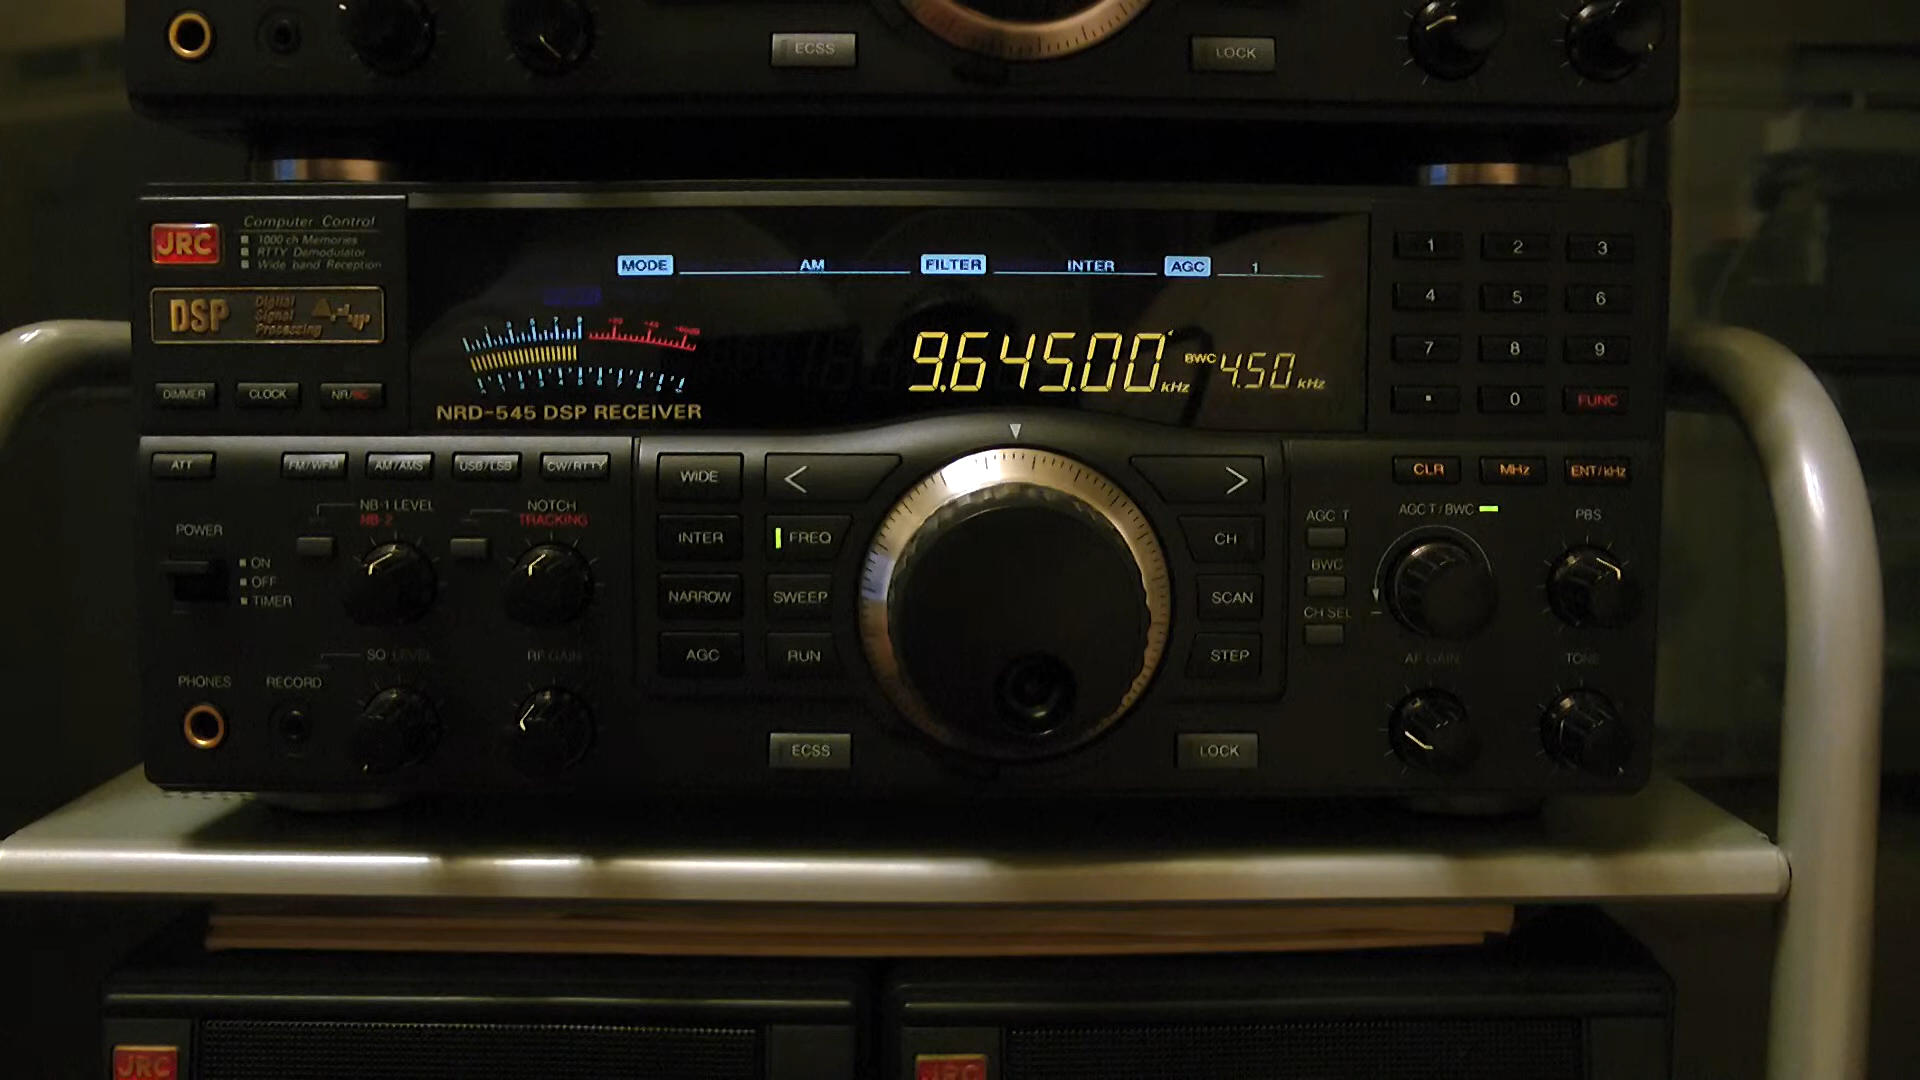 ECSS
LOCK
JRC
Computer Control
1000 ch Memories
RTTY Demodulator
Wide band Reception
DSP
Digital
Signal
Processing
DIMMER
CLOCK
MODE AM FILTER INTER AGC 1
9.645.00 kHz BWC 4.50 kHz
NRD-545 DSP RECEIVER
1 2 3
4 5 6
7 8 9
. 0 FUNC
CLR MHz ENT/kHz
ATT
FM/WFM
AM/AMS
USB/LSB
CW/RTTY
POWER
ON
OFF
TIMER
NB-1 LEVEL
NB-2
NOTCH
TRACKING
PHONES
RECORD
SQ LEVEL
RF GAIN
WIDE
INTER
NARROW
AGC
<
FREQ
SWEEP
RUN
ECSS
>
CH
SCAN
STEP
LOCK
AGC T
BWC
CH SEL
AGC T/BWC
PBS
AF GAIN
TONE
JRC
JRC